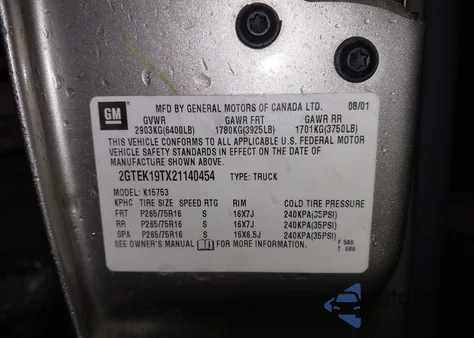 GM
MFD BY GENERAL MOTORS OF CANADA LTD. 08/01
GVWR GAWR FRT GAWR RR
2903KG(6400LB) 1780KG(3925LB) 1701KG(3750LB)
THIS VEHICLE CONFORMS TO ALL APPLICABLE U.S. FEDERAL MOTOR
VEHICLE SAFETY STANDARDS IN EFFECT ON THE DATE OF
MANUFACTURE SHOWN ABOVE.
2GTEK19TX21140454 TYPE: TRUCK
MODEL: K15753
KPHC TIRE SIZE SPEED RTG RIM COLD TIRE PRESSURE
FRT P265/75R16 S 16X7J 240KPA(35PSI)
RR P265/75R16 S 16X7J 240KPA(35PSI)
SPA P265/75R16 S 16X6.5J 240KPA(35PSI)
SEE OWNER'S MANUAL FOR MORE INFORMATION.
F 585
T 686